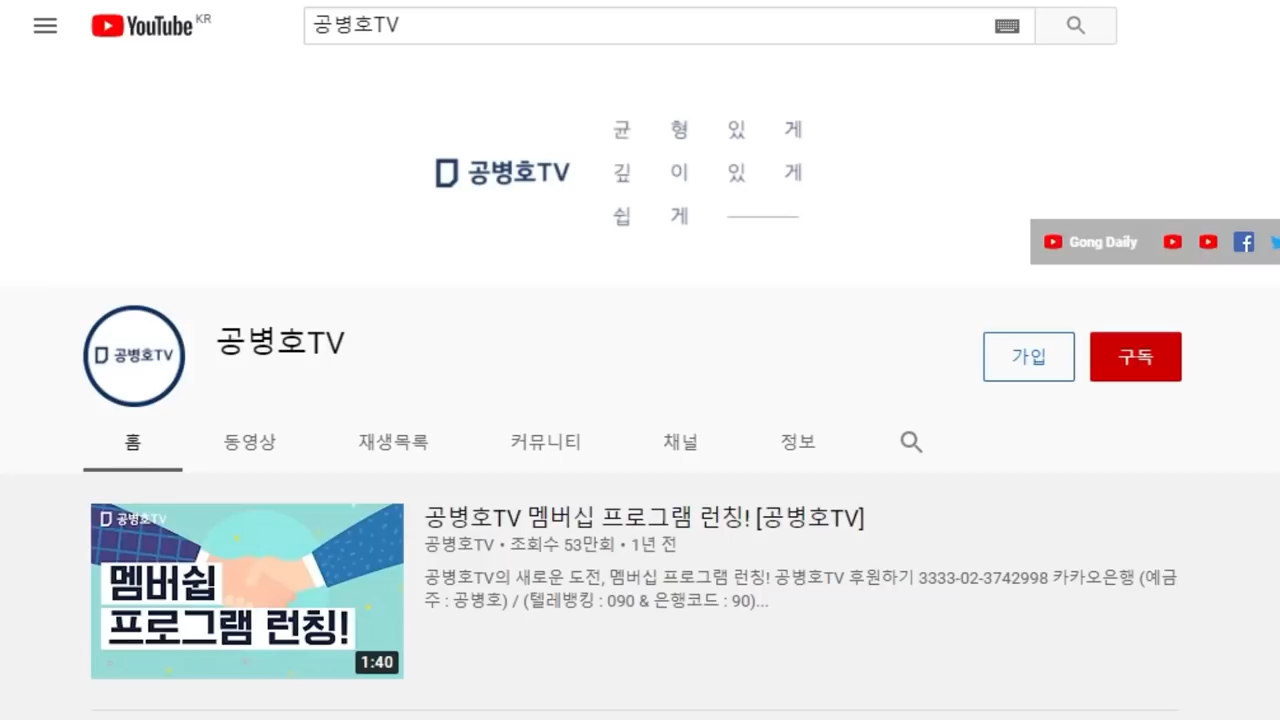 YouTube KR
공병호TV
균 형 있 게
공병호TV
깊 이 있 게
쉽 게
Gong Daily
공병호TV
공병호TV
가입
구독
홈
동영상
재생목록
커뮤니티
채널
정보
공병호TV
멤버쉽
프로그램 런칭!
1:40
공병호TV 멤버십 프로그램 런칭! [공병호TV]
공병호TV • 조회수 53만회 • 1년 전
공병호TV의 새로운 도전, 멤버십 프로그램 런칭! 공병호TV 후원하기 3333-02-3742998 카카오은행 (예금
주 : 공병호) / (텔레뱅킹 : 090 & 은행코드 : 90)...